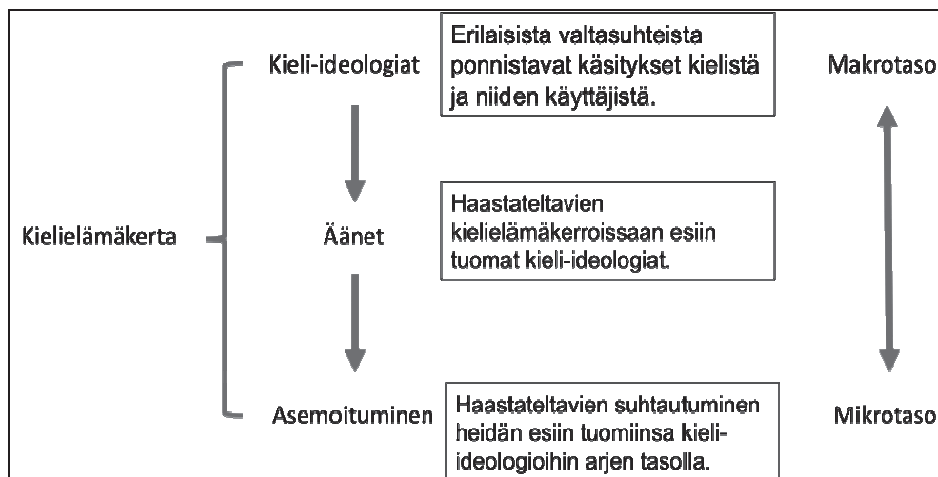 Kieli-ideologiat
Erilaisista valtasuhteista
ponnistavat käsitykset kielistä
ja niiden käyttäjistä.
Makrotaso
Kielielämäkerta
Äänet
Haastateltavien
kielielämäkerroissaan esiin
tuomat kieli-ideologiat.
Asemoituminen
Haastateltavien suhtautuminen
heidän esiin tuomiinsa kieli-
ideologioihin arjen tasolla.
Mikrotaso